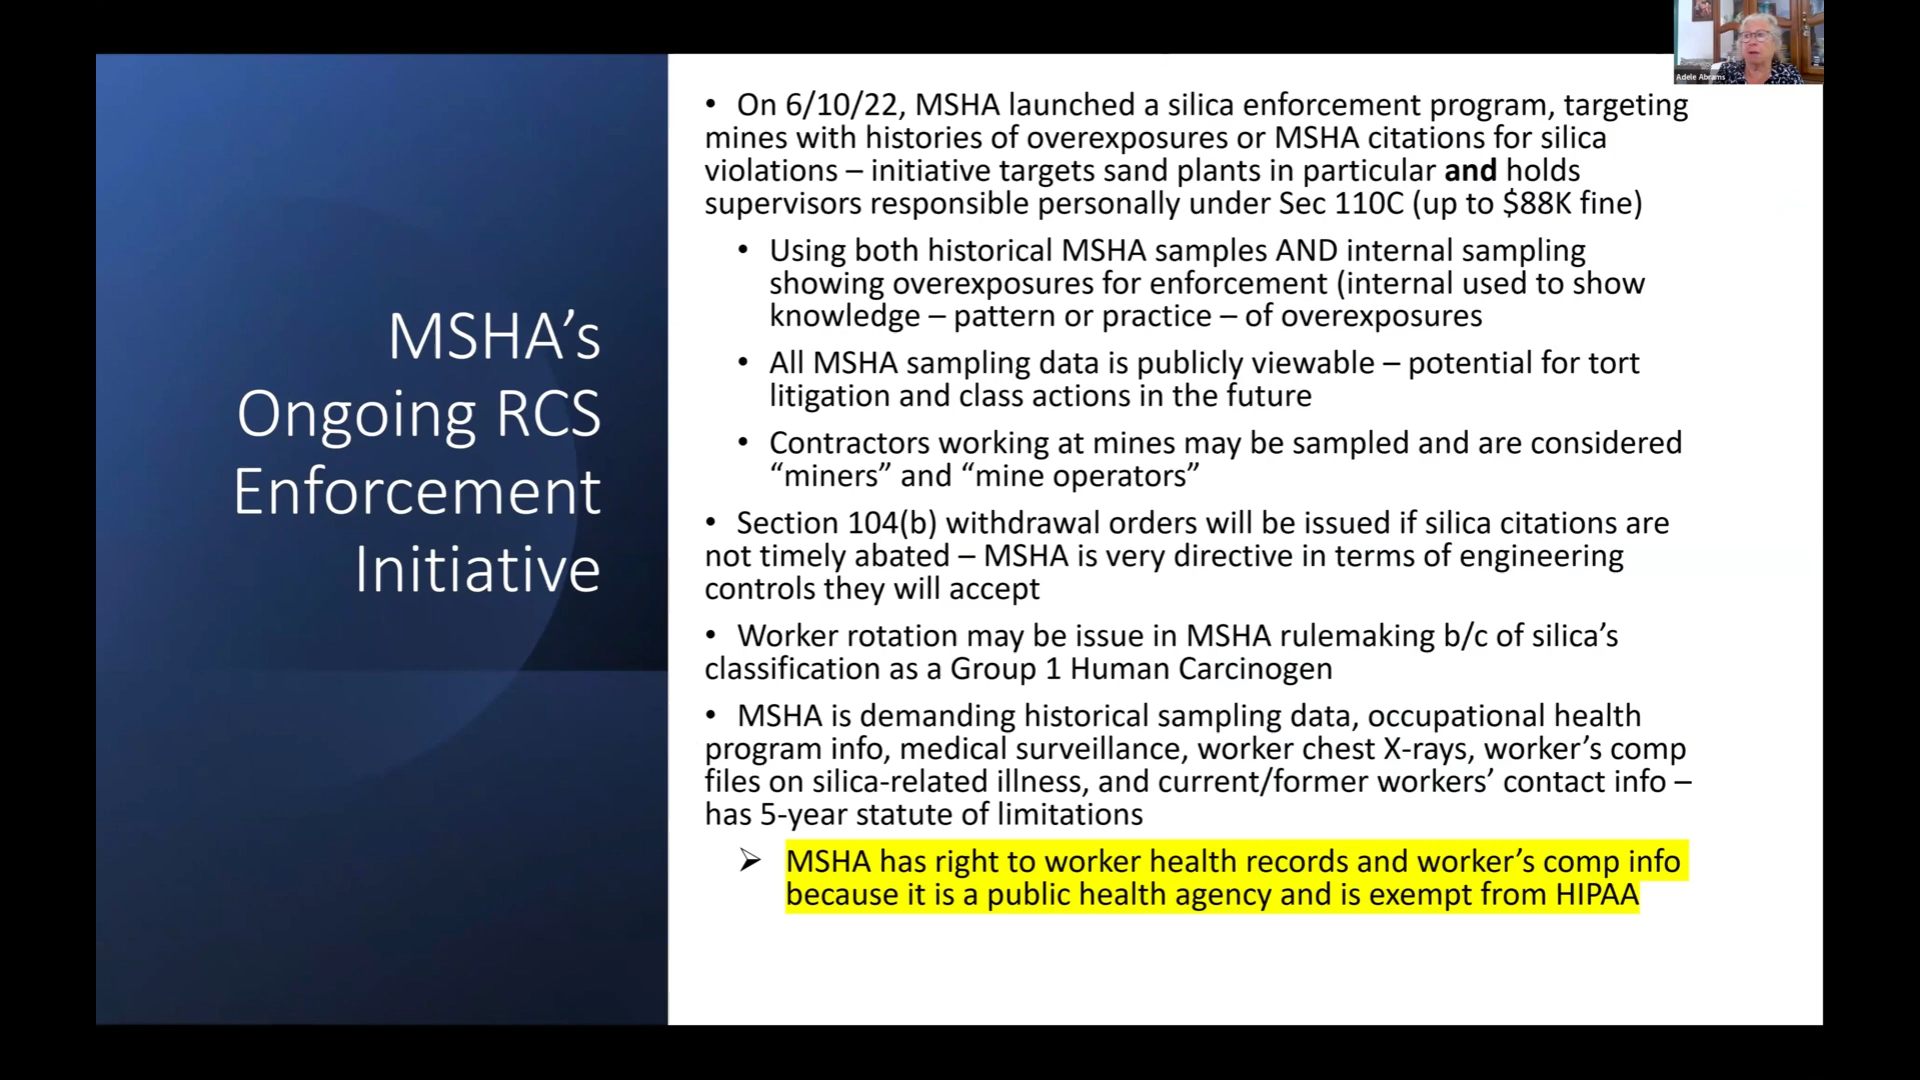 Adele Abrams
MSHA’s
Ongoing RCS
Enforcement
Initiative
• On 6/10/22, MSHA launched a silica enforcement program, targeting
mines with histories of overexposures or MSHA citations for silica
violations – initiative targets sand plants in particular and holds
supervisors responsible personally under Sec 110C (up to $88K fine)
• Using both historical MSHA samples AND internal sampling
showing overexposures for enforcement (internal used to show
knowledge – pattern or practice – of overexposures
• All MSHA sampling data is publicly viewable – potential for tort
litigation and class actions in the future
• Contractors working at mines may be sampled and are considered
“miners” and “mine operators”
• Section 104(b) withdrawal orders will be issued if silica citations are
not timely abated – MSHA is very directive in terms of engineering
controls they will accept
• Worker rotation may be issue in MSHA rulemaking b/c of silica’s
classification as a Group 1 Human Carcinogen
• MSHA is demanding historical sampling data, occupational health
program info, medical surveillance, worker chest X-rays, worker’s comp
files on silica-related illness, and current/former workers’ contact info –
has 5-year statute of limitations
➢ MSHA has right to worker health records and worker’s comp info
because it is a public health agency and is exempt from HIPAA